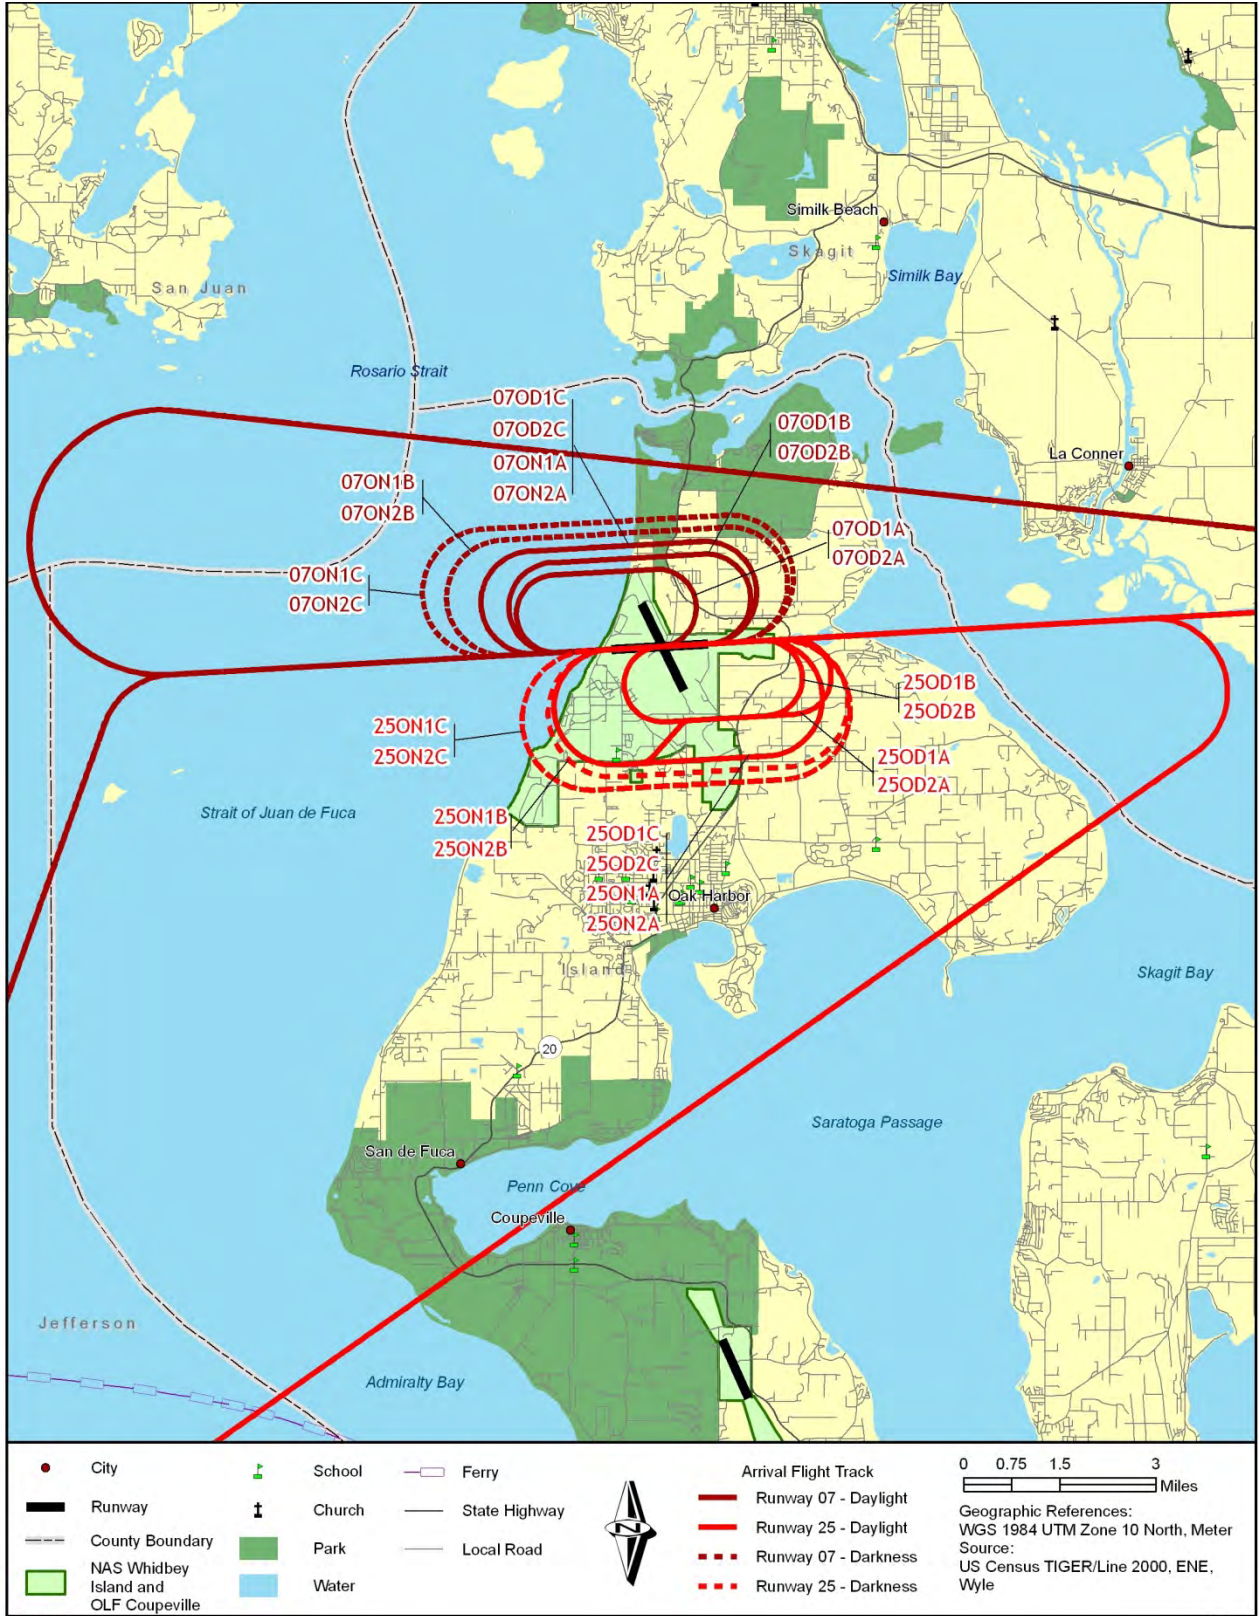 Similk Beach
Skagit
Similk Bay
San Juan
Rosario Strait
07OD1C
07OD2C
07ON1A
07ON2A
07OD1B
07OD2B
La Conner
07ON1B
07ON2B
07OD1A
07OD2A
07ON1C
07ON2C
25OD1B
25OD2B
25ON1C
25ON2C
25OD1A
25OD2A
Strait of Juan de Fuca
25ON1B
25ON2B
25OD1C
25OD2C
25ON1A
25ON2A
Oak Harbor
Island
Skagit Bay
20
Saratoga Passage
San de Fuca
Penn Cove
Coupeville
Jefferson
Admiralty Bay
City
Runway
County Boundary
NAS Whidbey
Island and
OLF Coupeville
School
Church
Park
Water
Ferry
State Highway
Local Road
N
Arrival Flight Track
Runway 07 - Daylight
Runway 25 - Daylight
Runway 07 - Darkness
Runway 25 - Darkness
0 0.75 1.5 3
Miles
Geographic References:
WGS 1984 UTM Zone 10 North, Meter
Source:
US Census TIGER/Line 2000, ENE,
Wyle